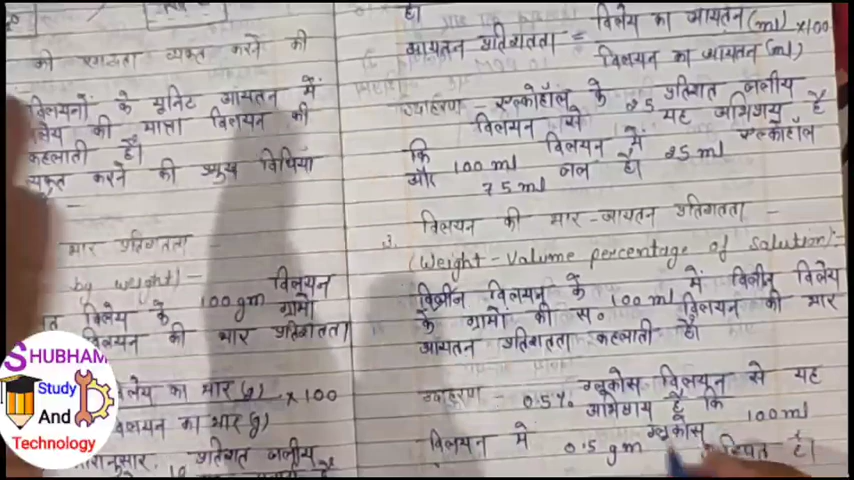 की सान्द्रता व्यक्त करने की
विलयनों के यूनिट आयतन में
की मात्रा विलयन की
कहलाती है।
व्यक्त करने की प्रमुख विधियाँ
भार प्रतिशतता -
by weight) -
विलयन
विलेय के 100 gm ग्रामों
विलयन की भार प्रतिशतता
विलेय का भार (g) × 100
विलयन का भार (g)
भारानुसार प्रतिशत जलीय
है।
आयतन प्रतिशतता = विलेय का आयतन (ml) × 100
विलयन का आयतन (ml)
उदाहरण - एल्कोहॉल के 25 प्रतिशत जलीय
विलयन से यह अभिप्राय है
कि 100 ml विलयन में 25 ml एल्कोहॉल
और 75 ml जल है।
3. विलयन की भार - आयतन प्रतिशतता -
(Weight - Volume percentage of Solution):-
विलीन विलयन के 100 ml में विलीन विलेय
के ग्रामों की स० विलयन की भार
आयतन प्रतिशतता कहलाती है।
उदाहरण - 0.5% ग्लूकोस विलयन से यह
अभिप्राय है कि 100 ml
विलयन में 0.5 gm ग्लूकोस है।
SHUBHAM
Study
And
Technology